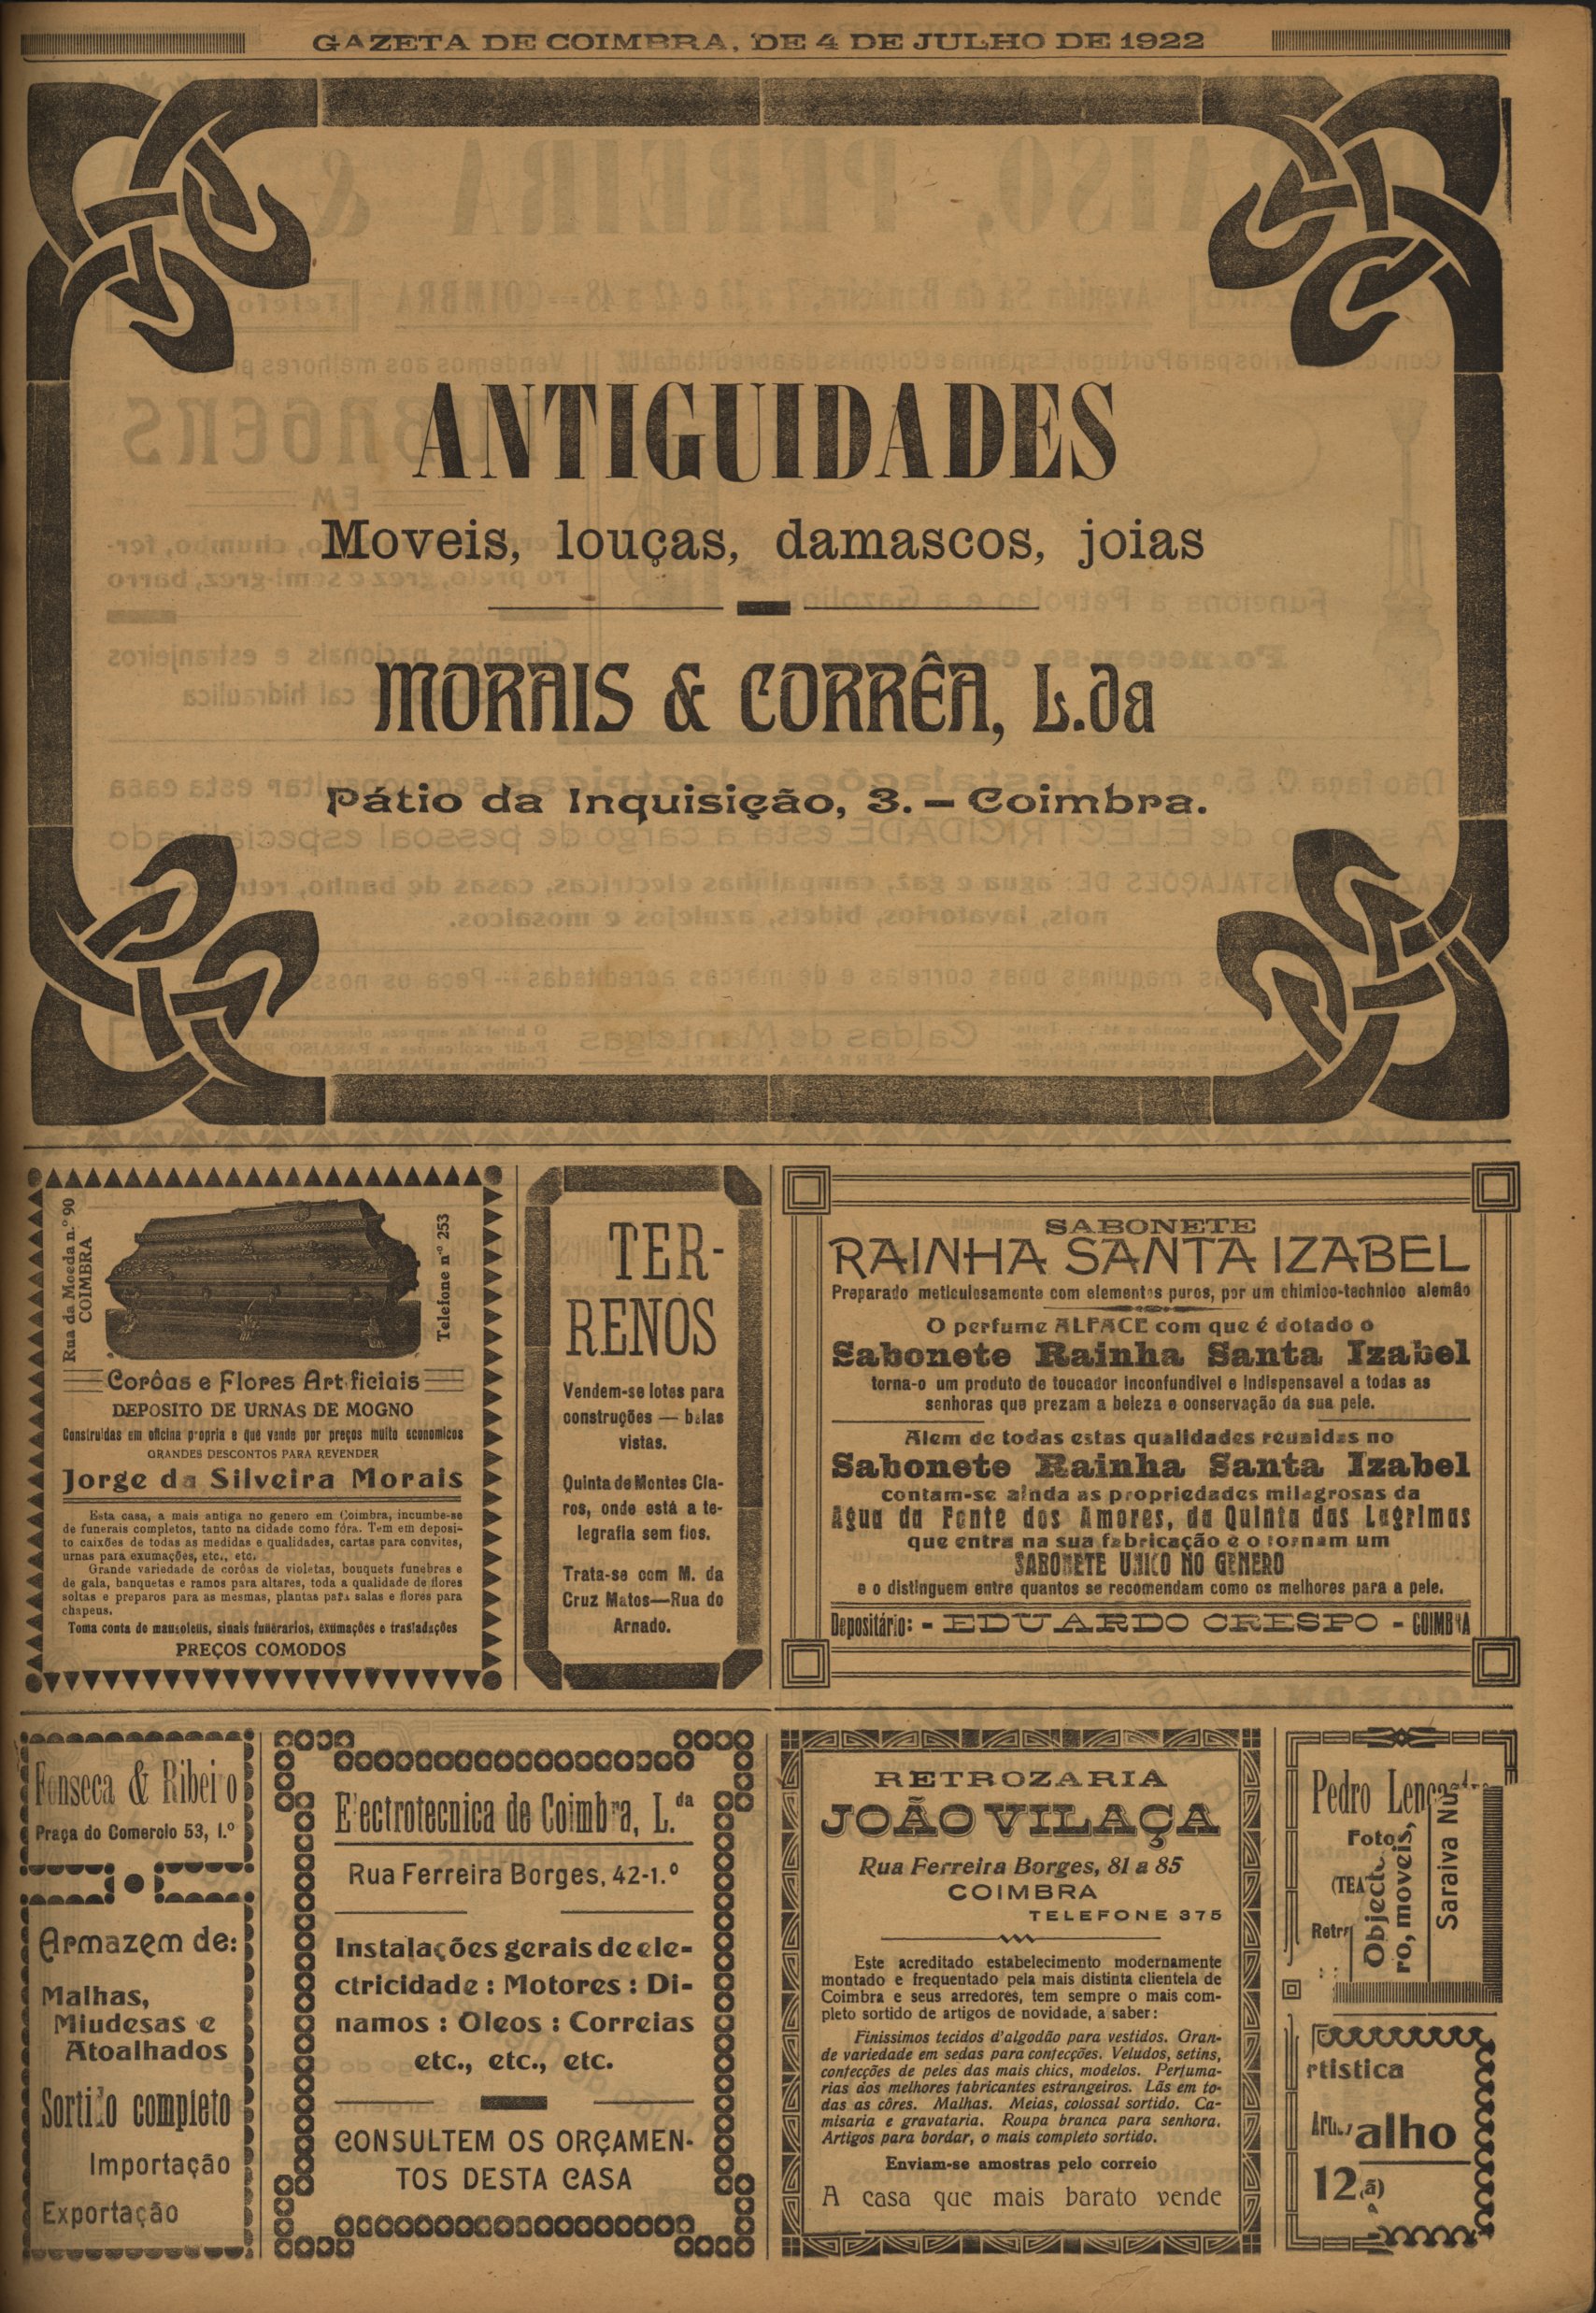 GAZETA DE COIMBRA, DE 4 DE JULHO DE 1922
ANTIGUIDADES
Moveis, louças, damascos, joias
MORAIS & CORRÊA, L.da
Pátio da Inquisição, 3. — Coimbra.
Rua da Moeda n.º 90
COIMBRA
Telefone nº 253
Corôas e Flores Artificiais
DEPOSITO DE URNAS DE MOGNO
Construidas em oficina propria e que vende por preços muito economicos
GRANDES DESCONTOS PARA REVENDER
Jorge da Silveira Morais
Esta casa, a mais antiga no genero em Coimbra, incumbe-se
de funerais completos, tanto na cidade como fóra. Tem em deposi-
to caixões de todas as medidas e qualidades, cartas para convites,
urnas para exumações, etc., etc.
Grande variedade de corôas de violetas, bouquets funebres e
de gala, banquetas e ramos para altares, toda a qualidade de flores
soltas e preparos para as mesmas, plantas para salas e flores para
chapeus.
Toma conta de mausoleus, sinais funerarios, exumações e trasladações
PREÇOS COMODOS
TER-
RENOS
Vendem-se lotes para
construções — belas
vistas.
Quinta de Montes Cla-
ros, onde está a te-
legrafia sem fios.
Trata-se com M. da
Cruz Matos—Rua do
Arnado.
SABONETE
RAINHA SANTA IZABEL
Preparado meticulosamente com elementos puros, por um chimico-technico alemão
O perfume ALFACE com que é dotado o
Sabonete Rainha Santa Izabel
torna-o um produto de toucador inconfundivel e indispensavel a todas as
senhoras que prezam a beleza e conservação da sua pele.
Alem de todas estas qualidades reunidas no
Sabonete Rainha Santa Izabel
contam-se ainda as propriedades milagrosas da
Agua da Fonte dos Amores, da Quinta das Lagrimas
que entra na sua fabricação e o tornam um
SABONETE UNICO NO GENERO
e o distinguem entre quantos se recomendam como os melhores para a pele.
Depositário: - EDUARDO CRESPO - COIMBRA
Fonseca & Ribeiro
Praça do Comercio 53, 1.º
Armazem de:
Malhas,
Miudesas e
Atoalhados
Sortido completo
Importação
Exportação
Electrotecnica de Coimbra, L.da
Rua Ferreira Borges, 42-1.º
Instalações gerais de ele-
ctricidade : Motores : Di-
namos : Oleos : Correias
etc., etc., etc.
CONSULTEM OS ORÇAMEN-
TOS DESTA CASA
RETROZARIA
JOÃO VILAÇA
Rua Ferreira Borges, 81 a 85
COIMBRA
TELEFONE 375
Este acreditado estabelecimento modernamente
montado e frequentado pela mais distinta clientela de
Coimbra e seus arredores, tem sempre o mais com-
pleto sortido de artigos de novidade, a saber:
Finissimos tecidos d'algodão para vestidos. Gran-
de variedade em sedas para confecções. Veludos, setins,
confecções de peles das mais chics, modelos. Perfuma-
rias dos melhores fabricantes estrangeiros. Lãs em to-
das as côres. Malhas. Meias, colossal sortido. Ca-
misaria e gravataria. Roupa branca para senhora.
Artigos para bordar, o mais completo sortido.
Enviam-se amostras pelo correio
A casa que mais barato vende
Pedro Lencastre
Foto
(TEA
Retr
Objecto
ro, moveis,
Saraiva Nu
rtistica
alho
12